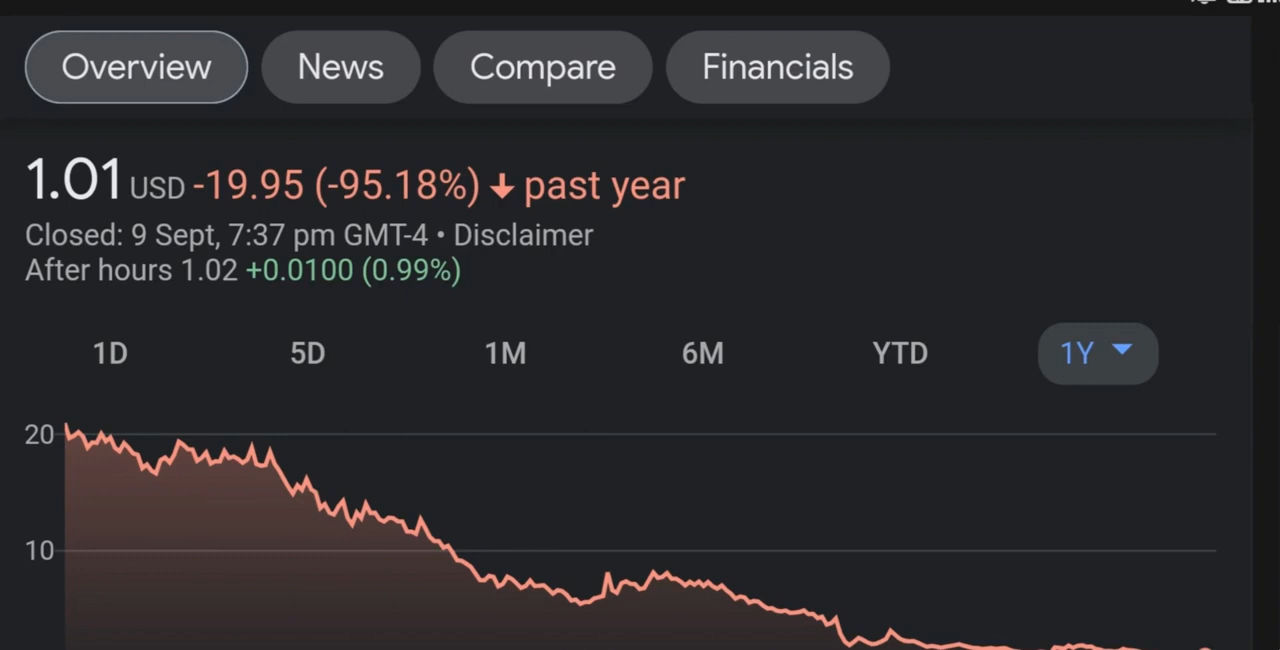 Overview News Compare Financials
1.01 USD -19.95 (-95.18%) ↓ past year
Closed: 9 Sept, 7:37 pm GMT-4 • Disclaimer
After hours 1.02 +0.0100 (0.99%)
1D 5D 1M 6M YTD 1Y
20
10